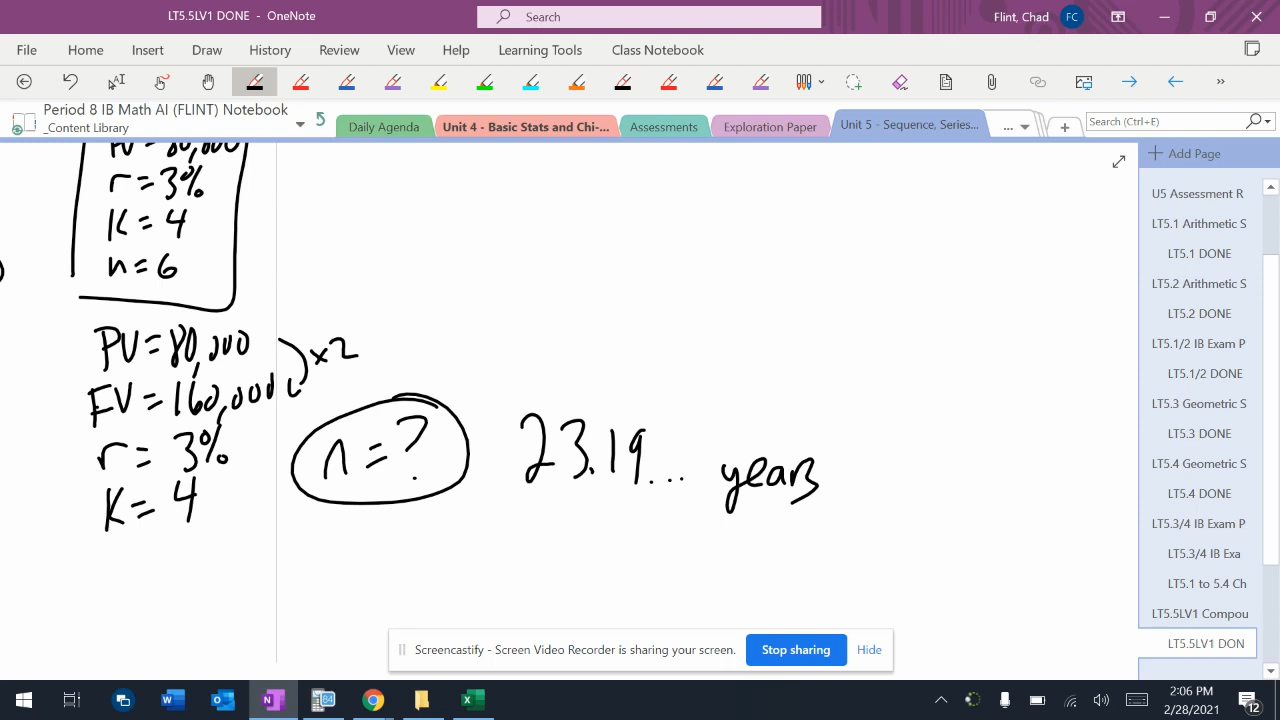 LT5.5LV1 DONE - OneNote
Search
Flint, Chad
FC
File Home Insert Draw History Review View Help Learning Tools Class Notebook
Period 8 IB Math AI (FLINT) Notebook
_Content Library
Daily Agenda
Unit 4 - Basic Stats and Chi-...
Assessments
Exploration Paper
Unit 5 - Sequence, Series...
...
Search (Ctrl+E)
Add Page
U5 Assessment R
LT5.1 Arithmetic S
LT5.1 DONE
LT5.2 Arithmetic S
LT5.2 DONE
LT5.1/2 IB Exam P
LT5.1/2 DONE
LT5.3 Geometric S
LT5.3 DONE
LT5.4 Geometric S
LT5.4 DONE
LT5.3/4 IB Exam P
LT5.3/4 IB Exa
LT5.1 to 5.4 Ch
LT5.5LV1 Compou
LT5.5LV1 DON
PV = 80,000
r = 3%
K = 4
n = 6
PV = 80,000
x2
FV = 160,000
r = 3%
K = 4
n = ?
23.19... years
Screencastify - Screen Video Recorder is sharing your screen.
Stop sharing
Hide
84
2:06 PM
2/28/2021
12